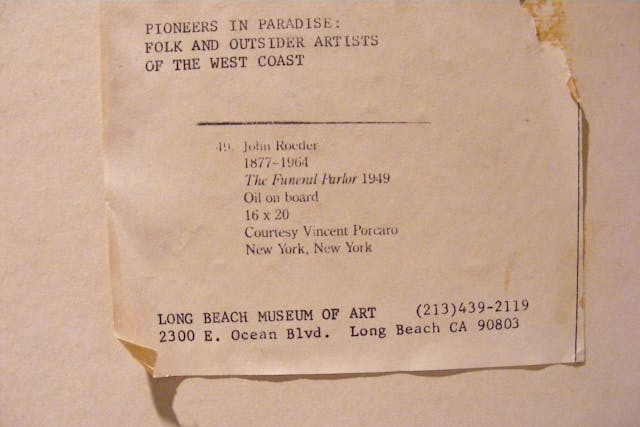 PIONEERS IN PARADISE:
FOLK AND OUTSIDER ARTISTS
OF THE WEST COAST
49. John Roeder
1877-1964
The Funeral Parlor 1949
Oil on board
16 x 20
Courtesy Vincent Porcaro
New York, New York
LONG BEACH MUSEUM OF ART (213)439-2119
2300 E. Ocean Blvd. Long Beach CA 90803